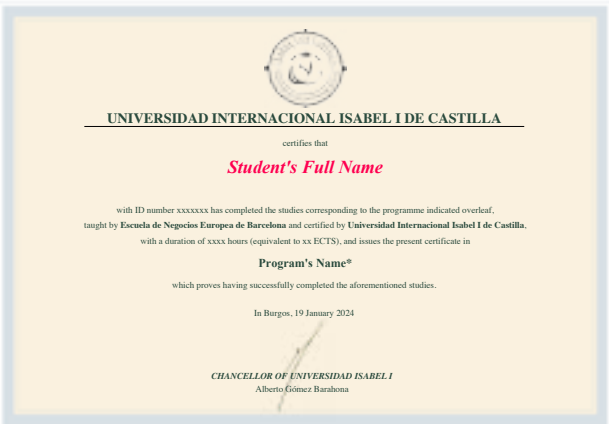 UNIVERSIDAD INTERNACIONAL ISABEL I DE CASTILLA
certifies that
Student's Full Name
with ID number xxxxxxx has completed the studies corresponding to the programme indicated overleaf,
taught by Escuela de Negocios Europea de Barcelona and certified by Universidad Internacional Isabel I de Castilla,
with a duration of xxxx hours (equivalent to xx ECTS), and issues the present certificate in
Program's Name*
which proves having successfully completed the aforementioned studies.
In Burgos, 19 January 2024
CHANCELLOR OF UNIVERSIDAD ISABEL I
Alberto Gómez Barahona